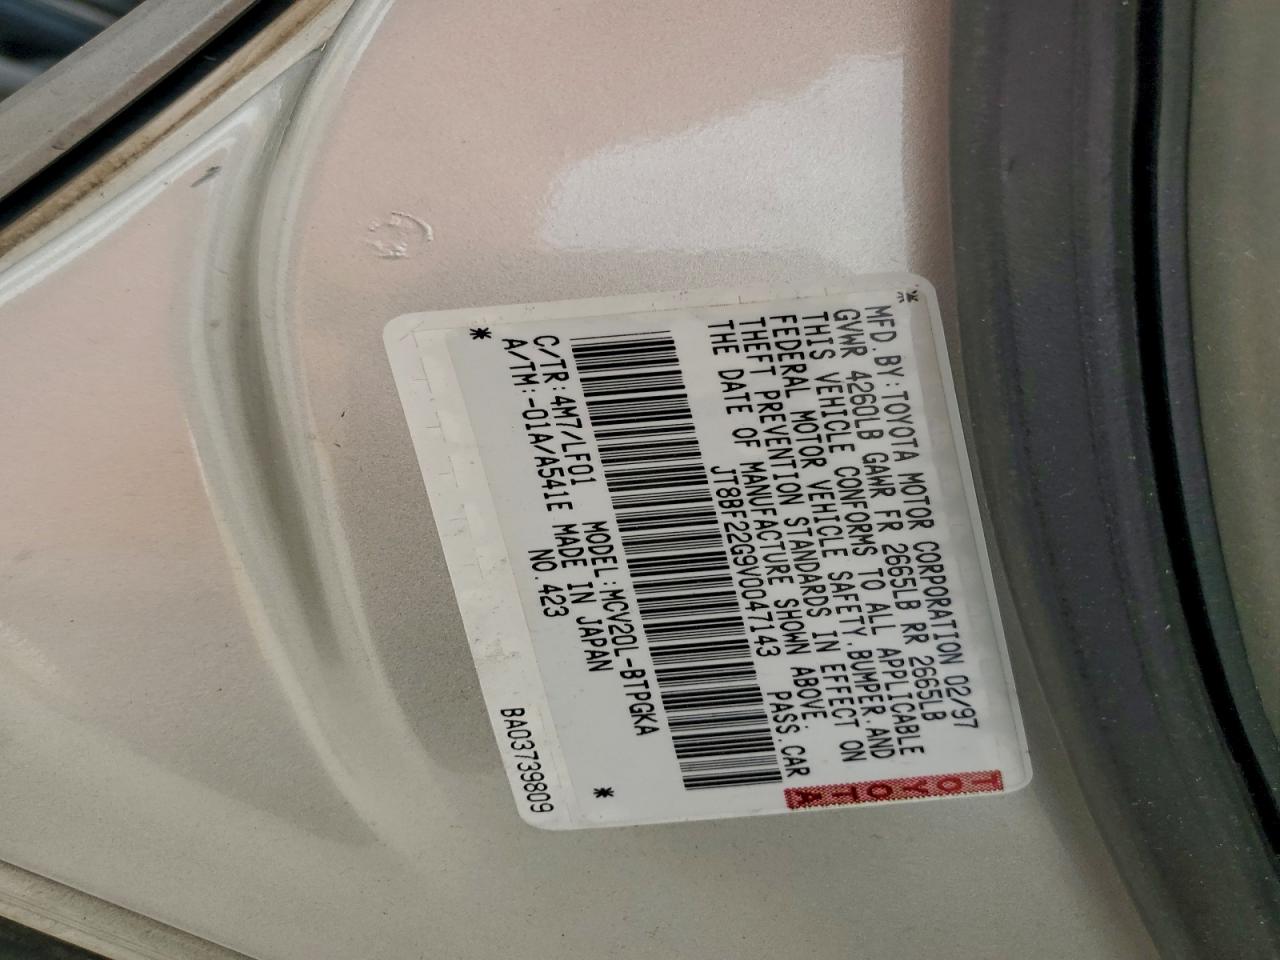 MFD. BY: TOYOTA MOTOR CORPORATION 02/97
GVWR 4260LB GAWR FR 2665LB RR 2665LB
THIS VEHICLE CONFORMS TO ALL APPLICABLE
FEDERAL MOTOR VEHICLE SAFETY, BUMPER, AND
THEFT PREVENTION STANDARDS IN EFFECT ON
THE DATE OF MANUFACTURE SHOWN ABOVE.
JT8BF22G9V0047143 PASS. CAR
TOYOTA
C/TR:4M7/LF01 MODEL:MCV20L-BTPGKA
A/TM:-01A/A541E MADE IN JAPAN
* NO.423 *
BA03739809